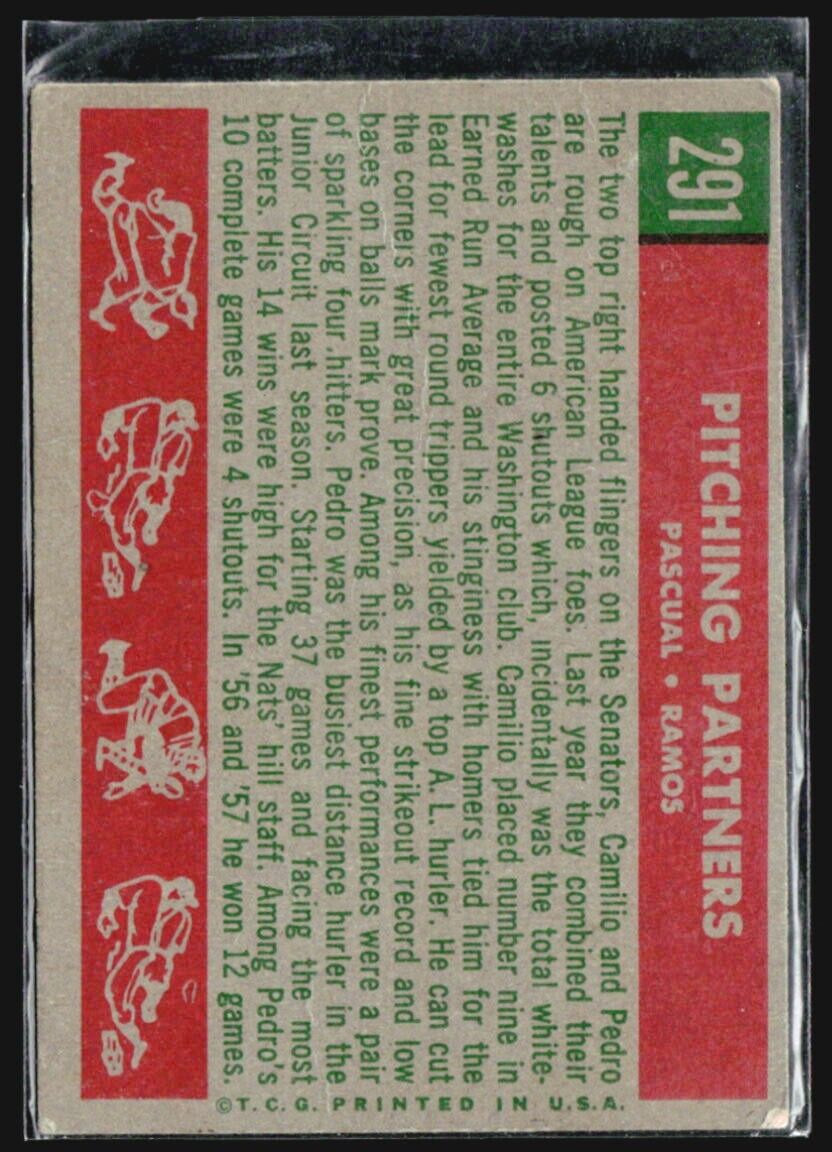 291
PITCHING PARTNERS
PASCUAL • RAMOS
The two top right handed flingers on the Senators, Camilio and Pedro
are rough on American League foes. Last year they combined their
talents and posted 6 shutouts which, incidentally was the total white-
washes for the entire Washington club. Camilio placed number nine in
Earned Run Average and his stinginess with homers tied him for the
lead for fewest round trippers yielded by a top A.L. hurler. He can cut
the corners with great precision, as his fine strikeout record and low
bases on balls mark prove. Among his finest performances were a pair
of sparkling four hitters. Pedro was the busiest distance hurler in the
Junior Circuit last season. Starting 37 games and facing the most
batters. His 14 wins were high for the Nats' hill staff. Among Pedro's
10 complete games were 4 shutouts. In '56 and '57 he won 12 games.
©T.C.G. PRINTED IN U.S.A.